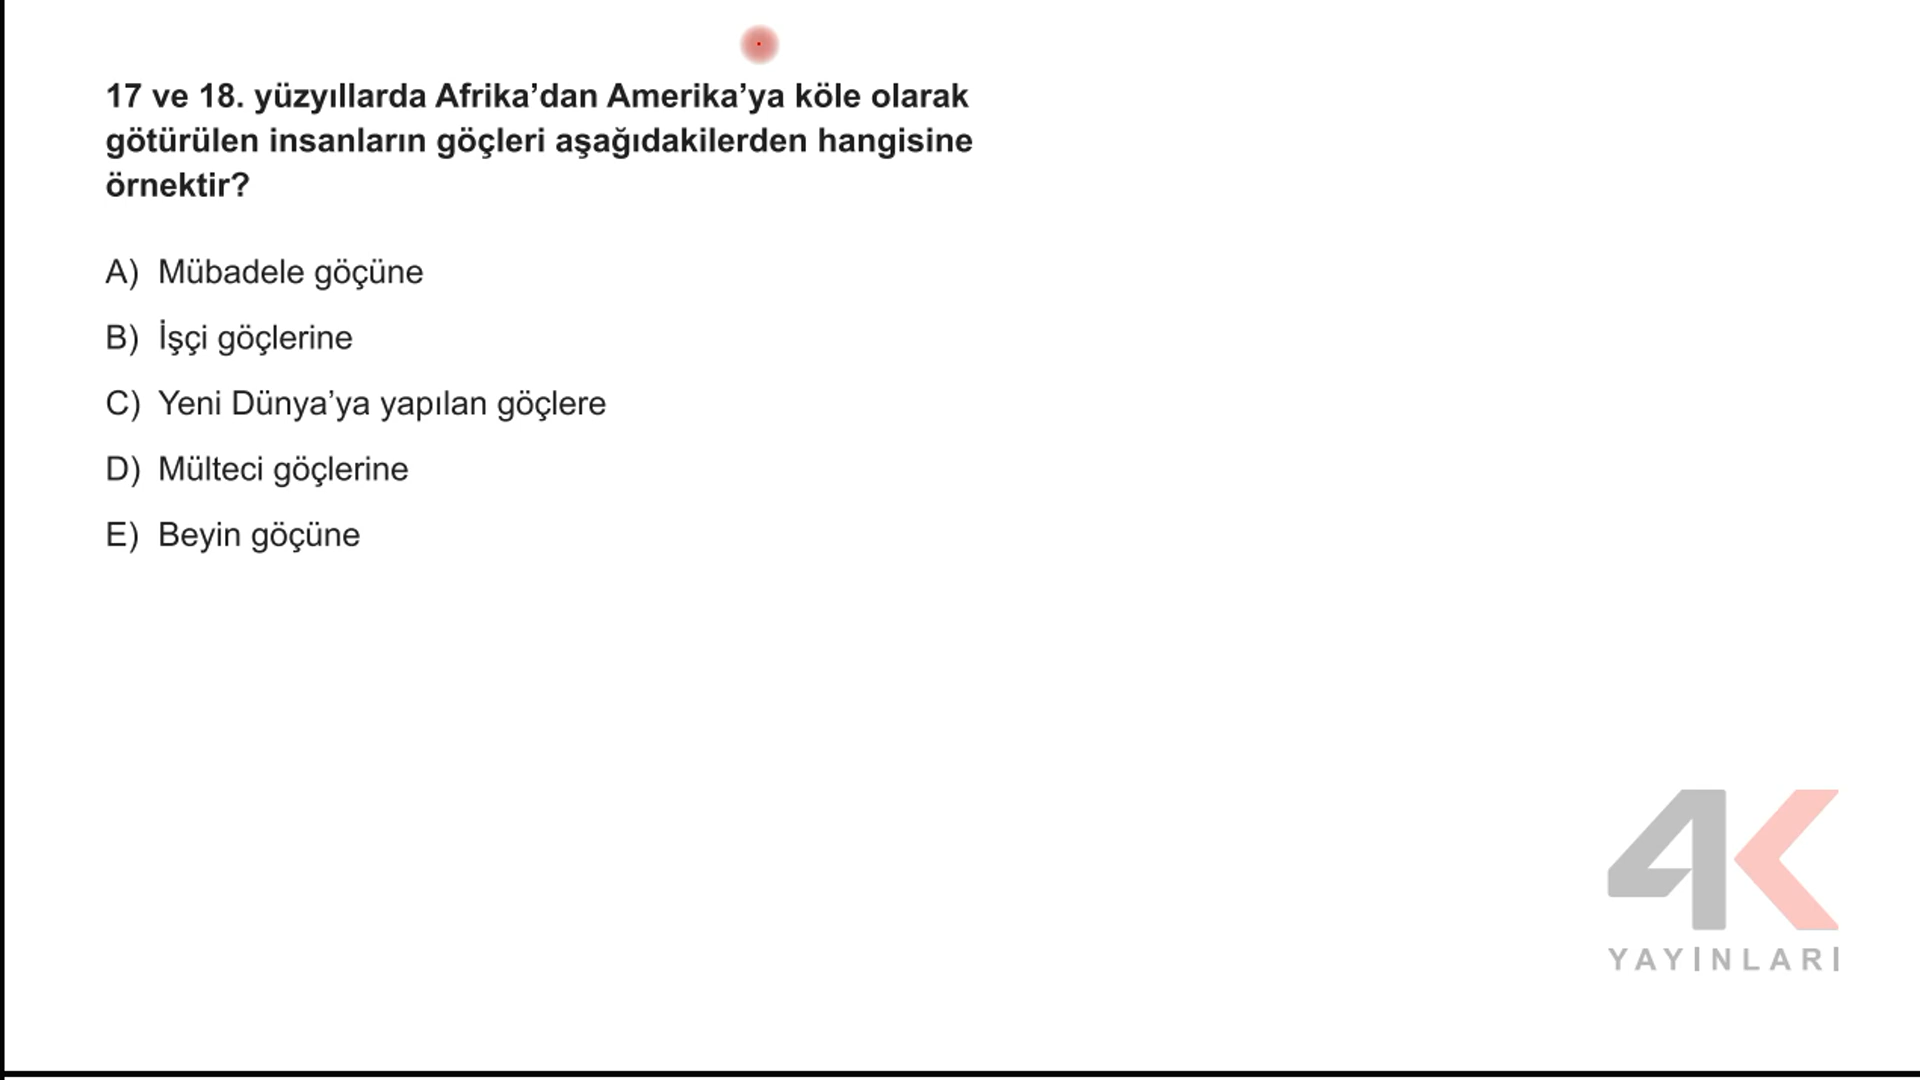 17 ve 18. yüzyıllarda Afrika’dan Amerika’ya köle olarak
götürülen insanların göçleri aşağıdakilerden hangisine
örnektir?
A) Mübadele göçüne
B) İşçi göçlerine
C) Yeni Dünya’ya yapılan göçlere
D) Mülteci göçlerine
E) Beyin göçüne
4K
YAYINLARI